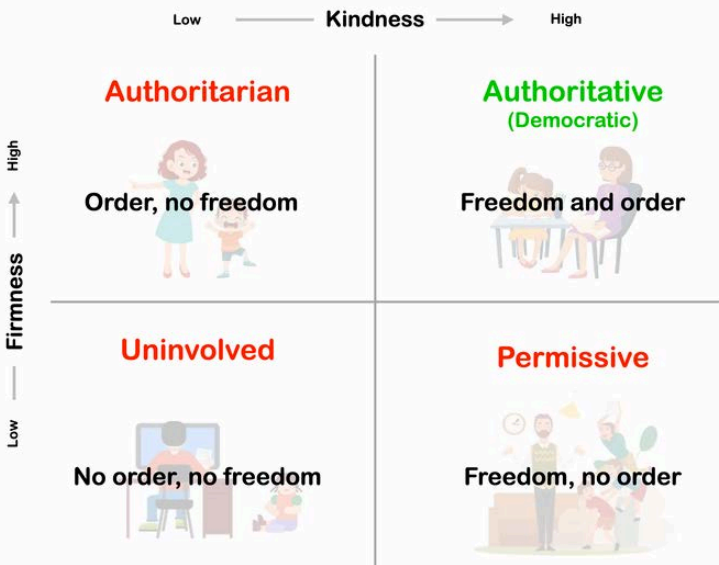 Low Kindness High
Authoritarian
Authoritative
(Democratic)
High
Order, no freedom
Freedom and order
Firmness
Uninvolved
Permissive
Low
No order, no freedom
Freedom, no order